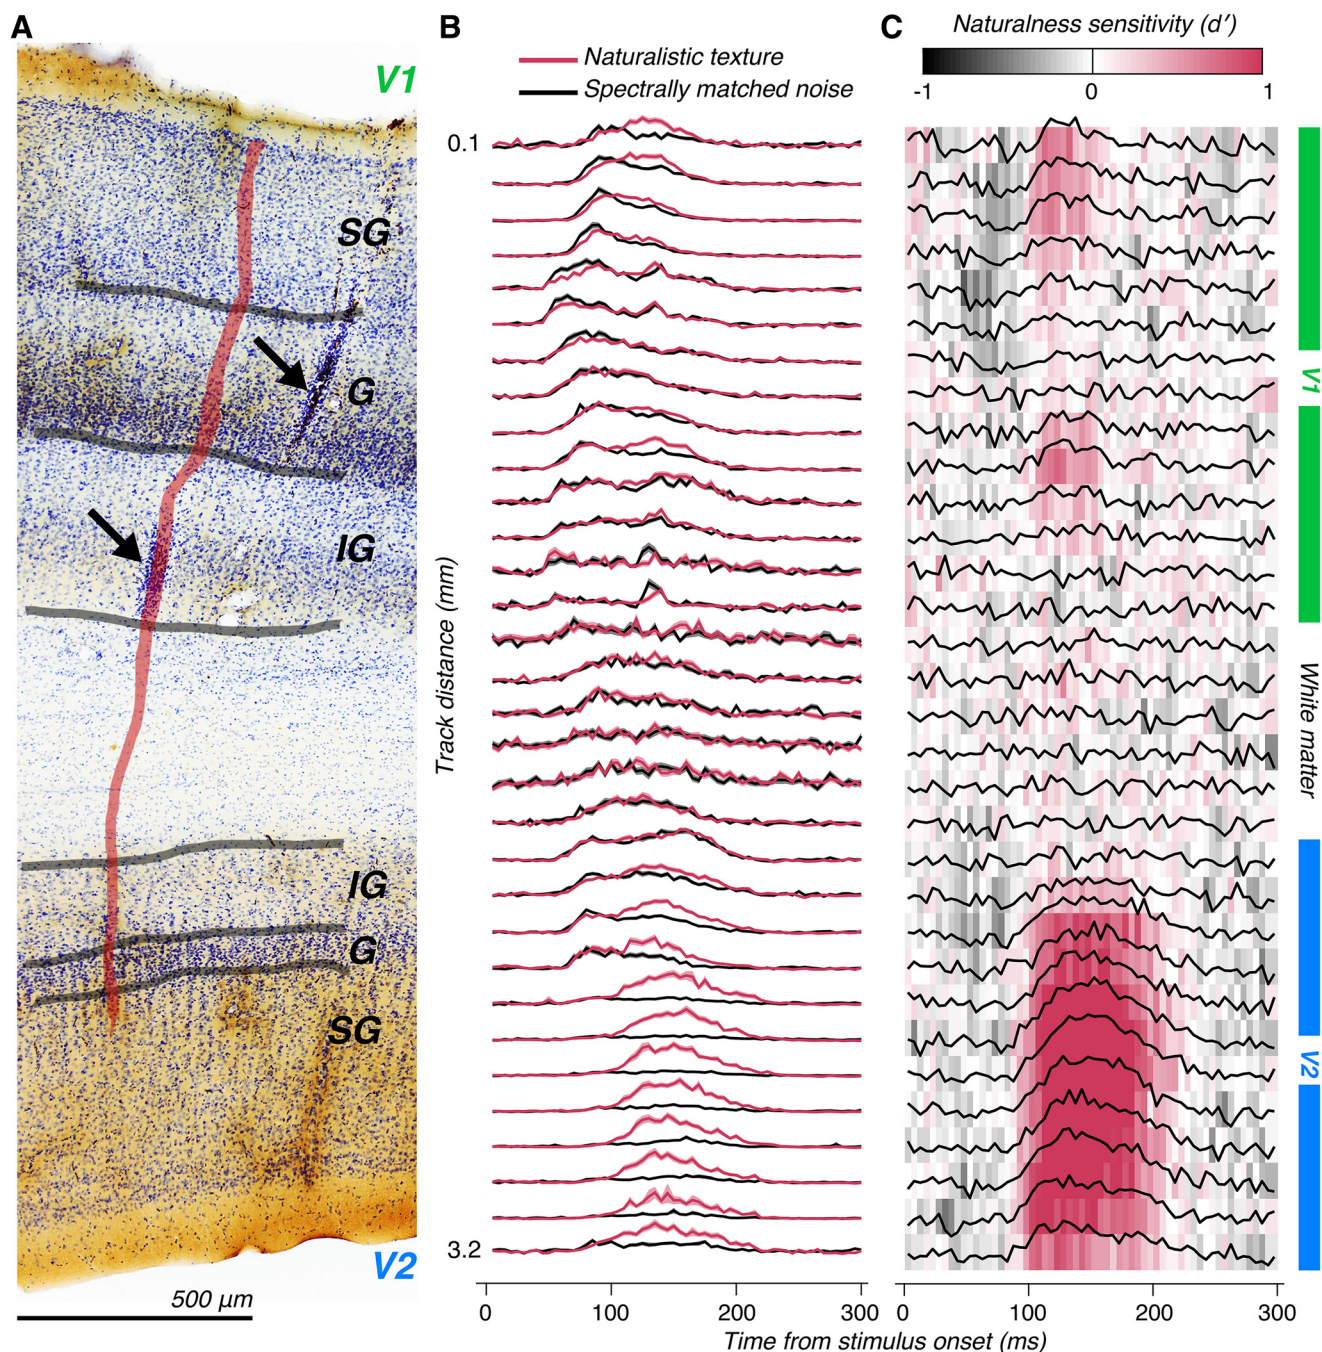 A
V1
SG
G
IG
IG
G
SG
V2
500 µm
B
Naturalistic texture
Spectrally matched noise
0.1
Track distance (mm)
3.2
0
100
200
300
C
Naturalness sensitivity (d′)
-1
0
1
V1
White matter
V2
0
100
200
300
Time from stimulus onset (ms)